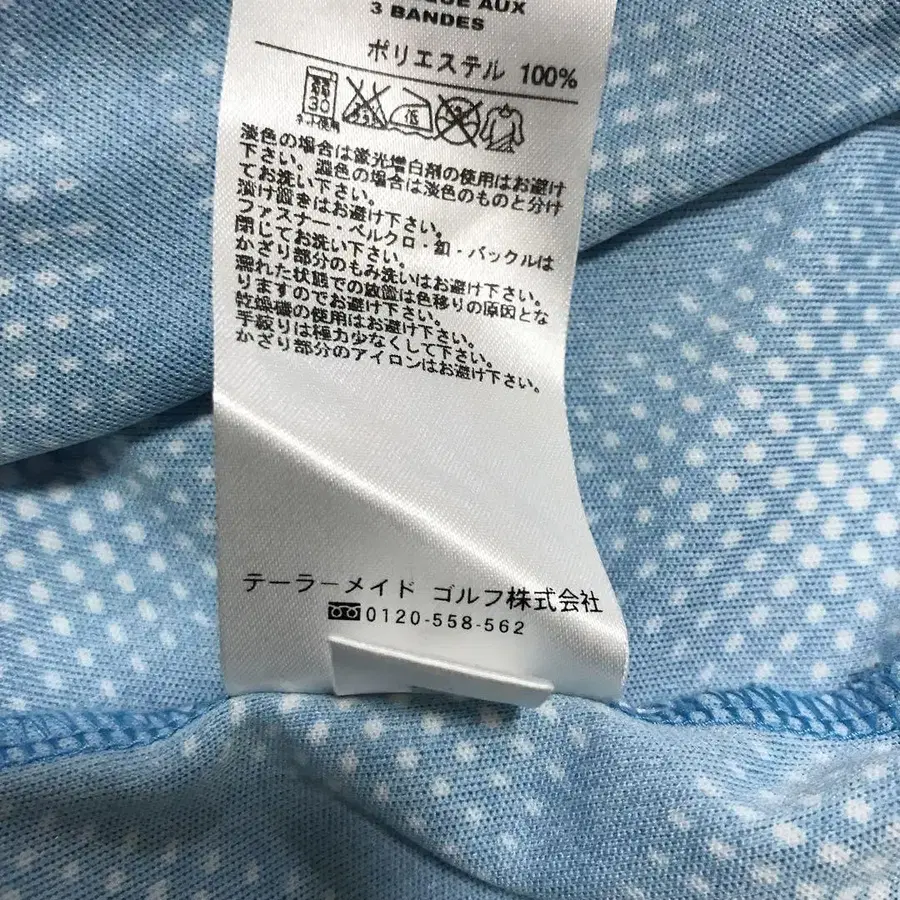 AUX
3 BANDES
ポリエステル 100%
30
ネット使用
低
淡色の場合は蛍光増白剤の使用はお避け
下さい。濃色の場合は淡色のものと分け
てお洗い下さい。
漬け置きはお避け下さい。
ファスナー・ベルクロ・釦・バックルは
閉じてお洗い下さい。
かざり部分のもみ洗いはお避け下さい。
濡れた状態での放置は色移りの原因とな
りますのでお避け下さい。
乾燥機の使用はお避け下さい。
手絞りは極力少なくして下さい。
かざり部分のアイロンはお避け下さい。
テーラーメイド ゴルフ株式会社
0120-558-562